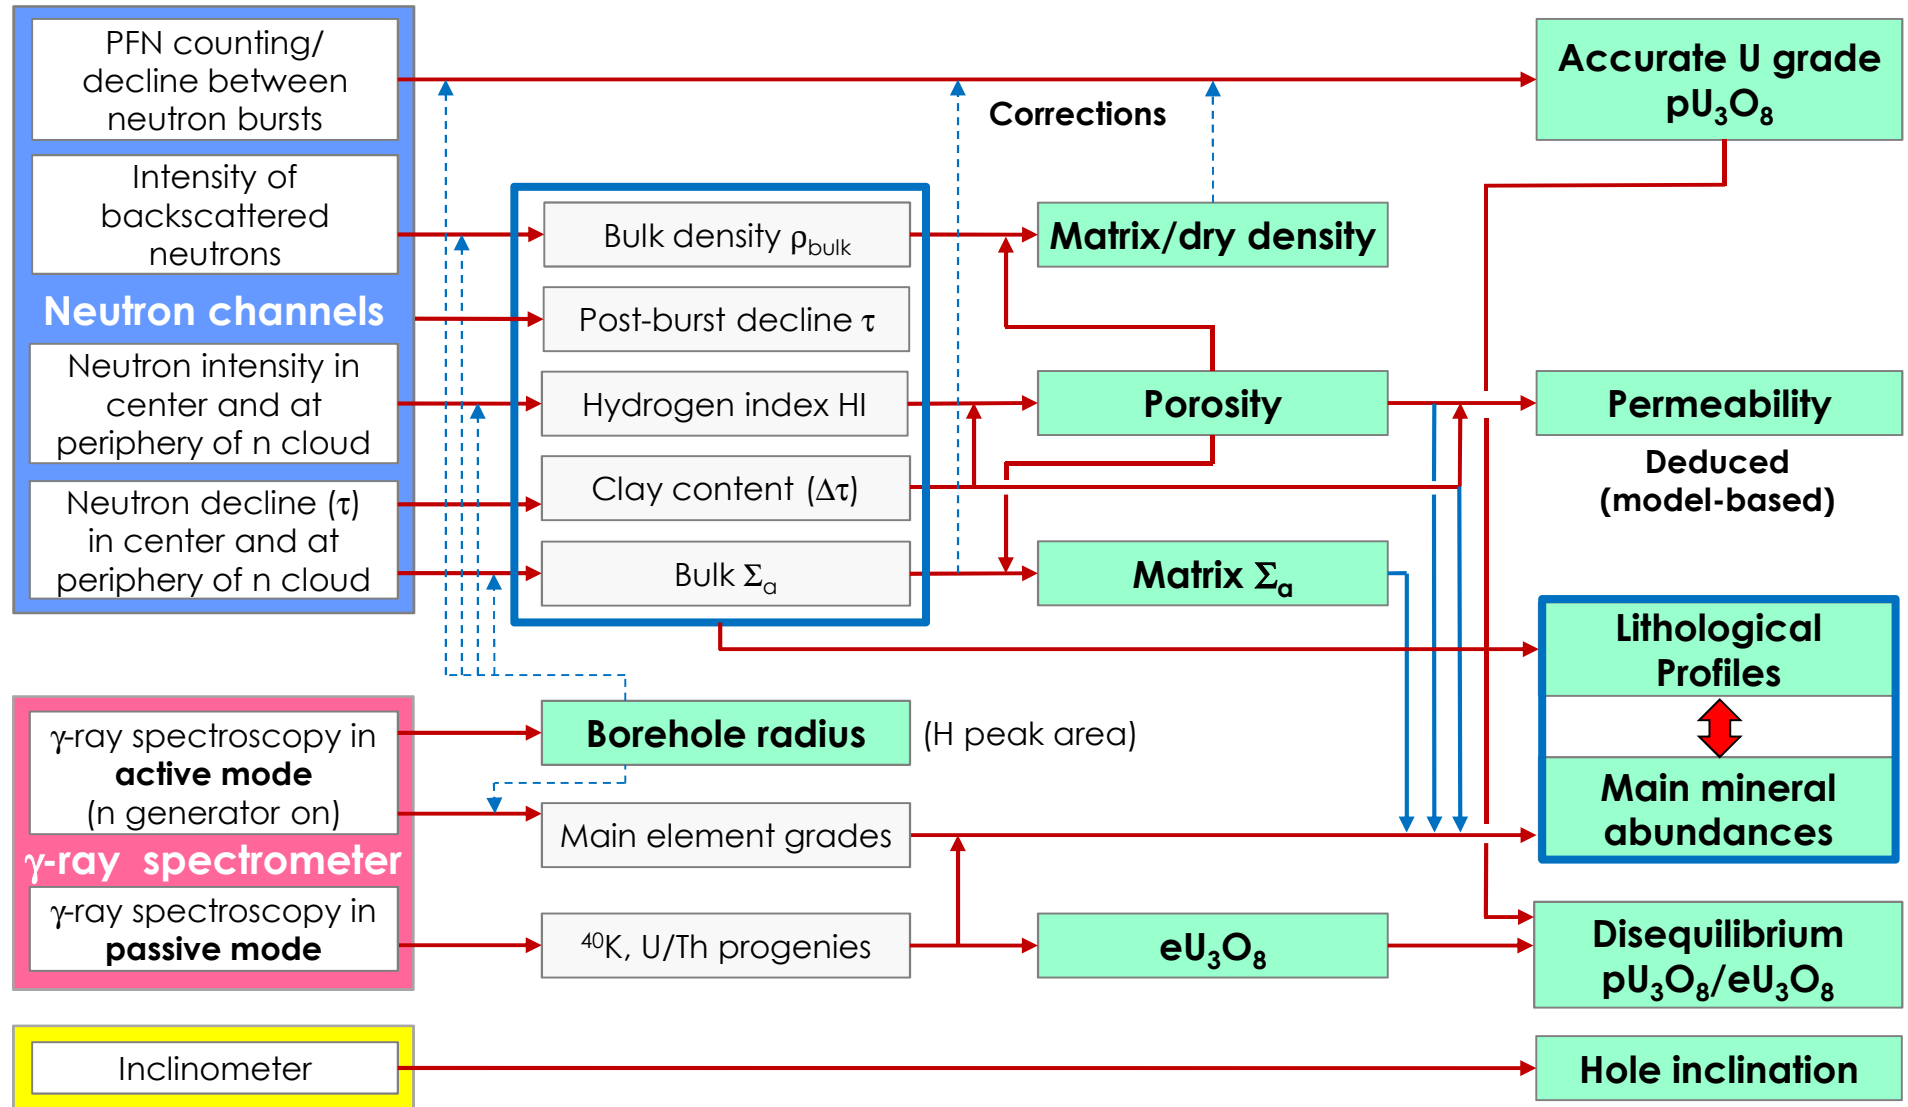 PFN counting/
decline between
neutron bursts
Intensity of
backscattered
neutrons
Neutron channels
Neutron intensity in
center and at
periphery of n cloud
Neutron decline (τ)
in center and at
periphery of n cloud
Corrections
Bulk density ρbulk
Post-burst decline τ
Hydrogen index HI
Clay content (Δτ)
Bulk Σa
Matrix/dry density
Porosity
Matrix Σa
Accurate U grade
pU₃O₈
Permeability
Deduced
(model-based)
Lithological
Profiles
Main mineral
abundances
γ-ray spectroscopy in
active mode
(n generator on)
γ-ray spectrometer
γ-ray spectroscopy in
passive mode
Borehole radius
(H peak area)
Main element grades
⁴⁰K, U/Th progenies
eU₃O₈
Disequilibrium
pU₃O₈/eU₃O₈
Inclinometer
Hole inclination